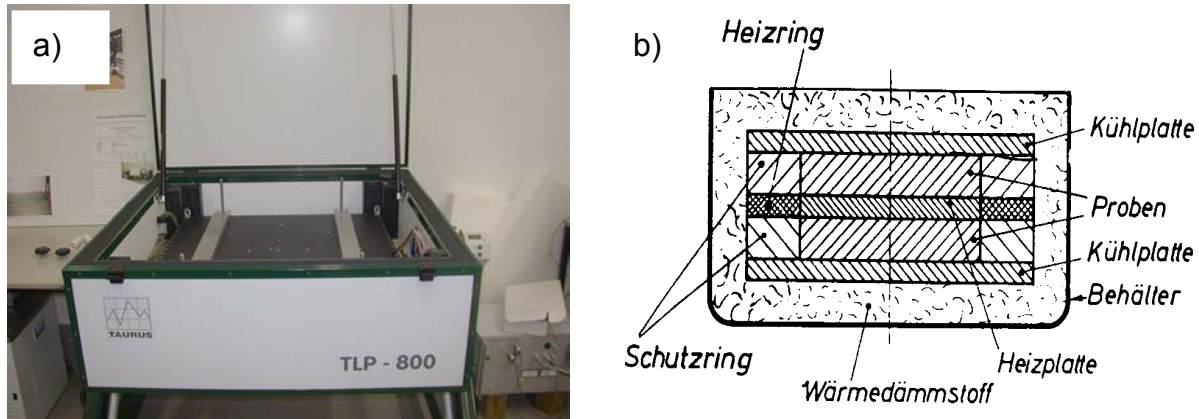 a)
TAURUS
TLP - 800
b)
Heizring
Kühlplatte
Proben
Kühlplatte
Behälter
Schutzring
Heizplatte
Wärmedämmstoff